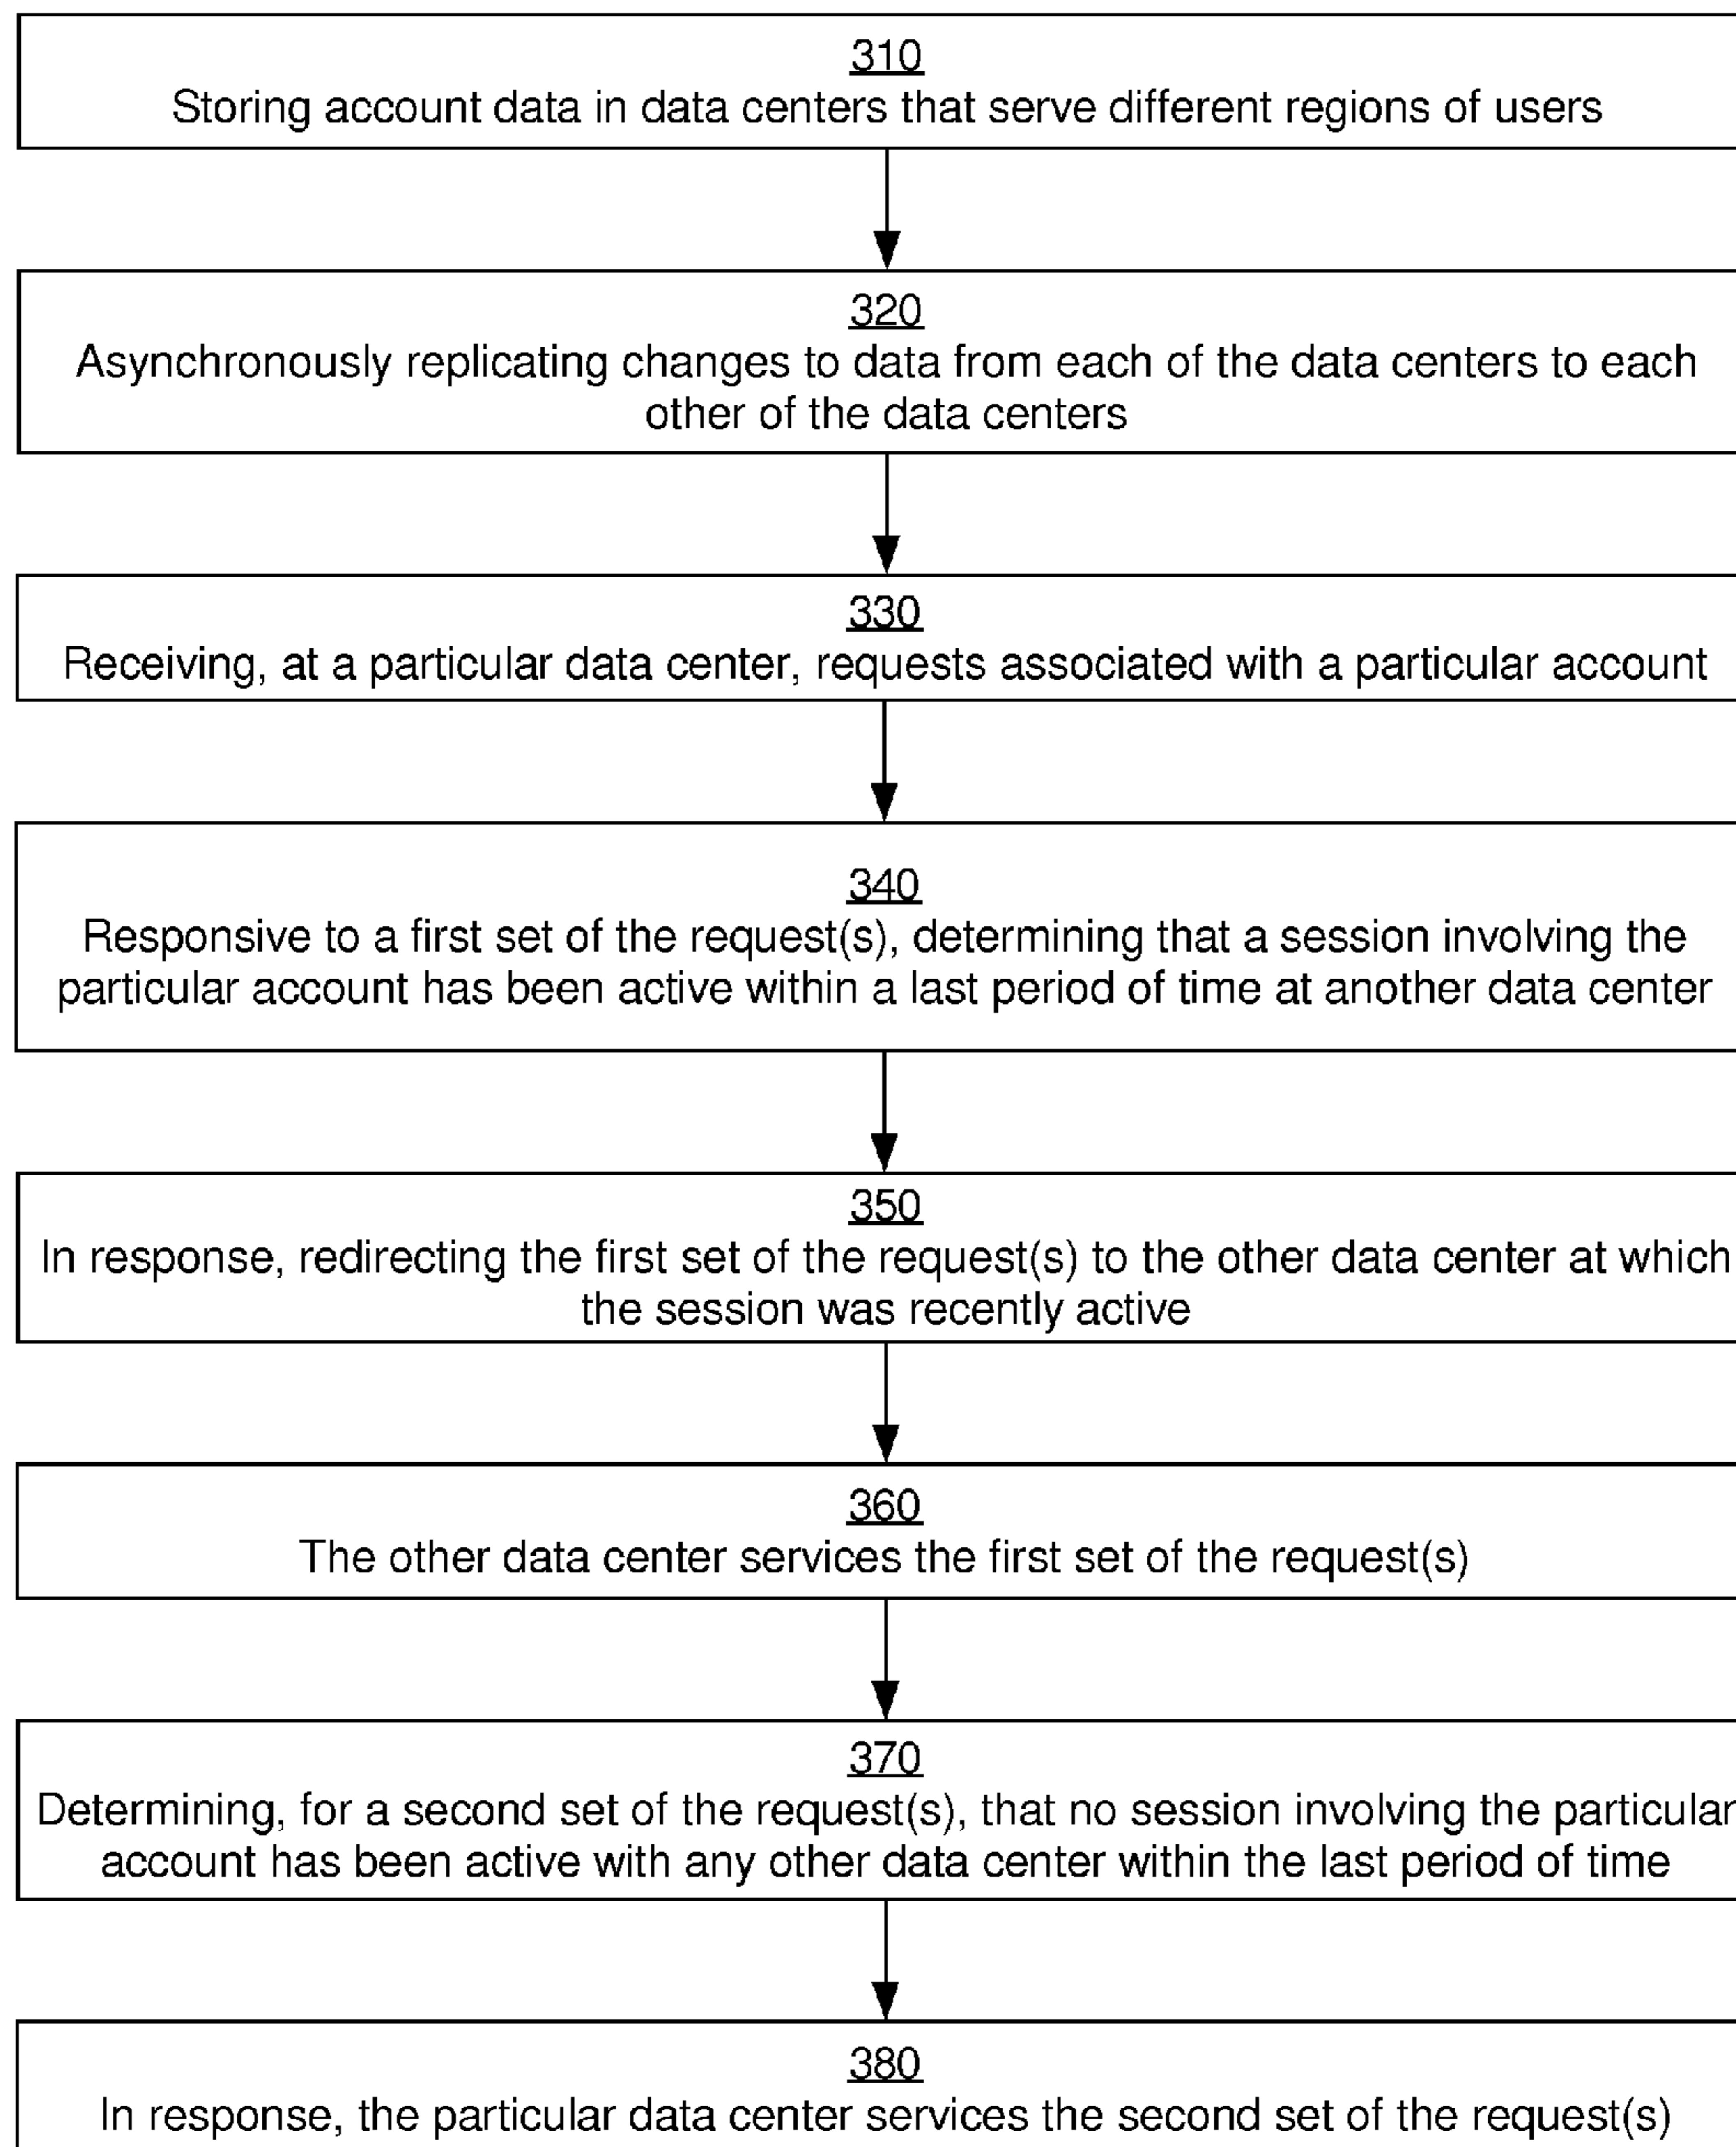 310
Storing account data in data centers that serve different regions of users
320
Asynchronously replicating changes to data from each of the data centers to each
other of the data centers
330
Receiving, at a particular data center, requests associated with a particular account
340
Responsive to a first set of the request(s), determining that a session involving the
particular account has been active within a last period of time at another data center
350
In response, redirecting the first set of the request(s) to the other data center at which
the session was recently active
360
The other data center services the first set of the request(s)
370
Determining, for a second set of the request(s), that no session involving the particular
account has been active with any other data center within the last period of time
380
In response, the particular data center services the second set of the request(s)